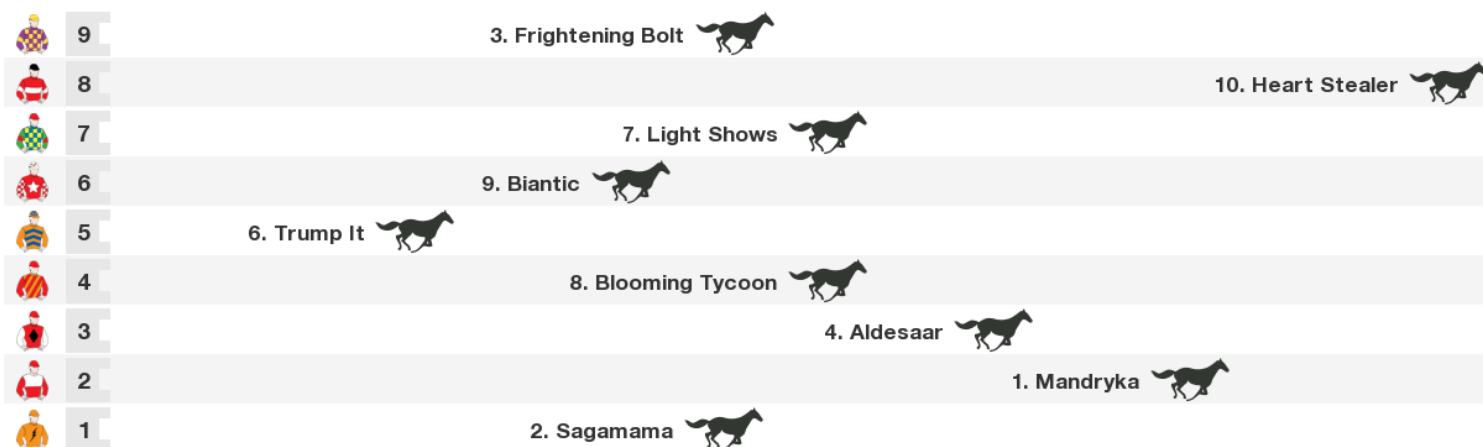 9 3. Frightening Bolt
8 10. Heart Stealer
7 7. Light Shows
6 9. Biantic
5 6. Trump It
4 8. Blooming Tycoon
3 4. Aldesaar
2 1. Mandryka
1 2. Sagamama